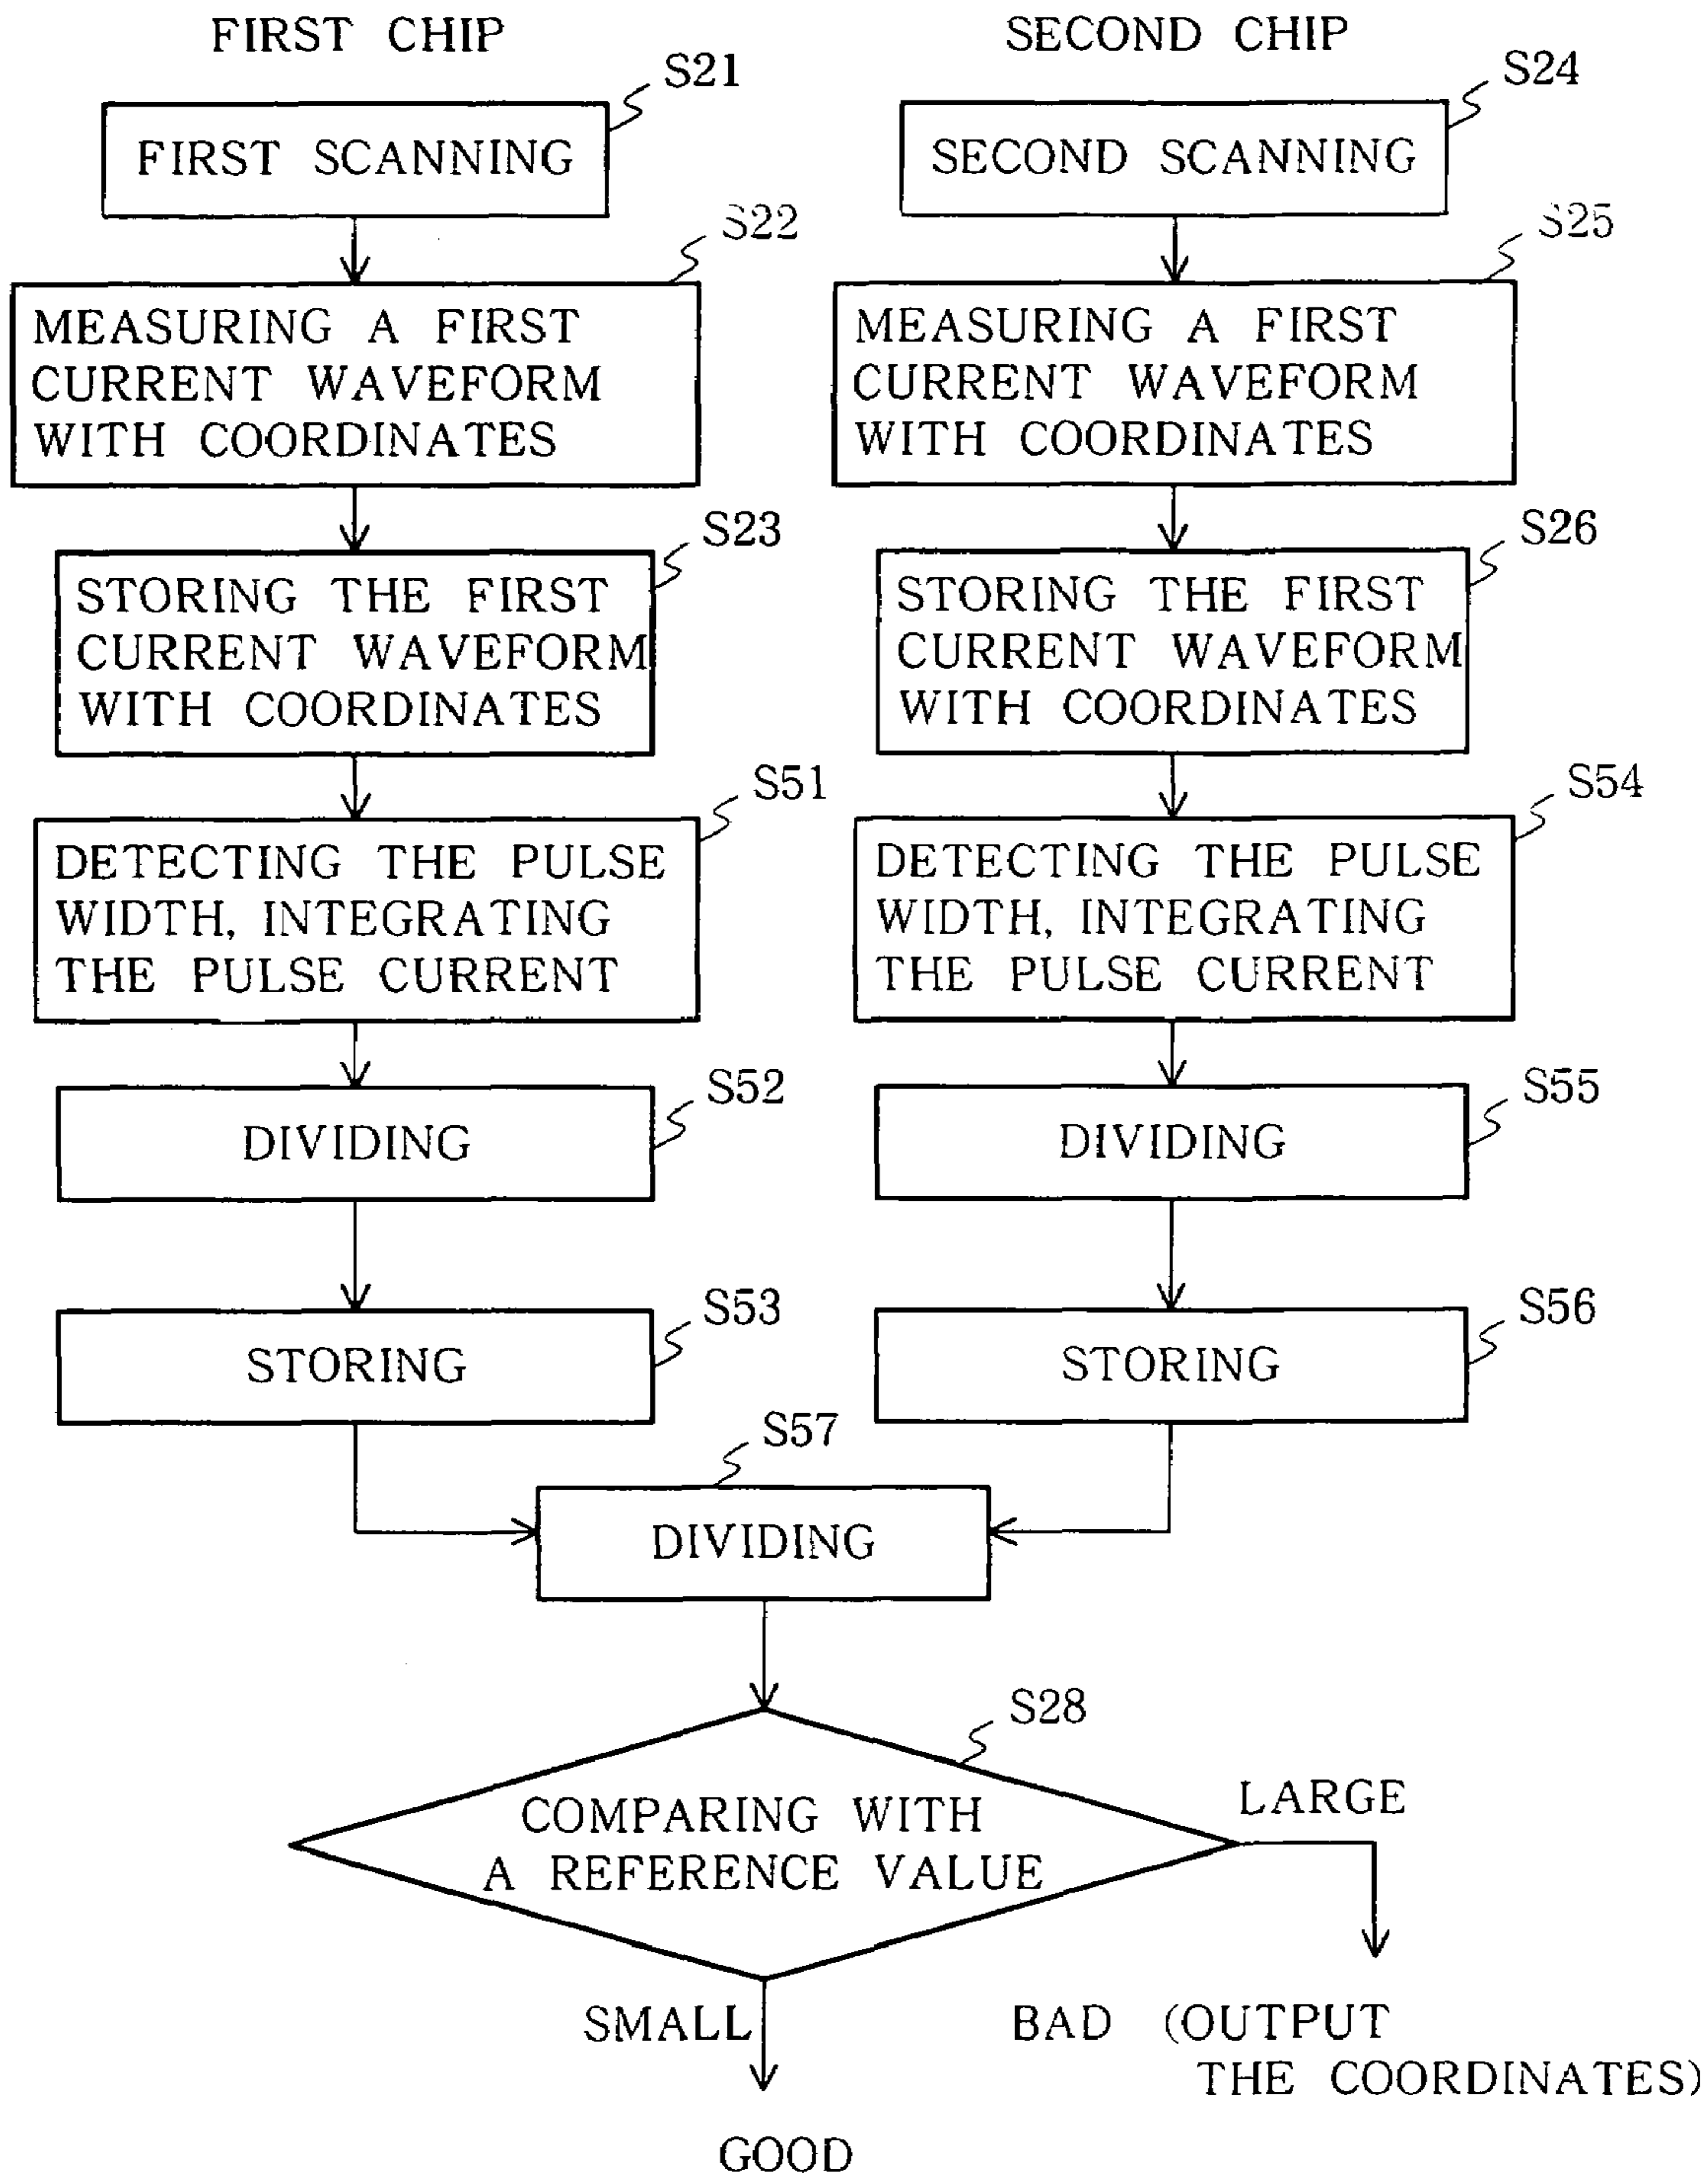 FIRST CHIP
SECOND CHIP
S21
S24
FIRST SCANNING
SECOND SCANNING
S22
S25
MEASURING A FIRST
CURRENT WAVEFORM
WITH COORDINATES
MEASURING A FIRST
CURRENT WAVEFORM
WITH COORDINATES
S23
S26
STORING THE FIRST
CURRENT WAVEFORM
WITH COORDINATES
STORING THE FIRST
CURRENT WAVEFORM
WITH COORDINATES
S51
S54
DETECTING THE PULSE
WIDTH, INTEGRATING
THE PULSE CURRENT
DETECTING THE PULSE
WIDTH, INTEGRATING
THE PULSE CURRENT
S52
S55
DIVIDING
DIVIDING
S53
S56
STORING
STORING
S57
DIVIDING
S28
COMPARING WITH
A REFERENCE VALUE
LARGE
SMALL
BAD (OUTPUT
THE COORDINATES)
GOOD